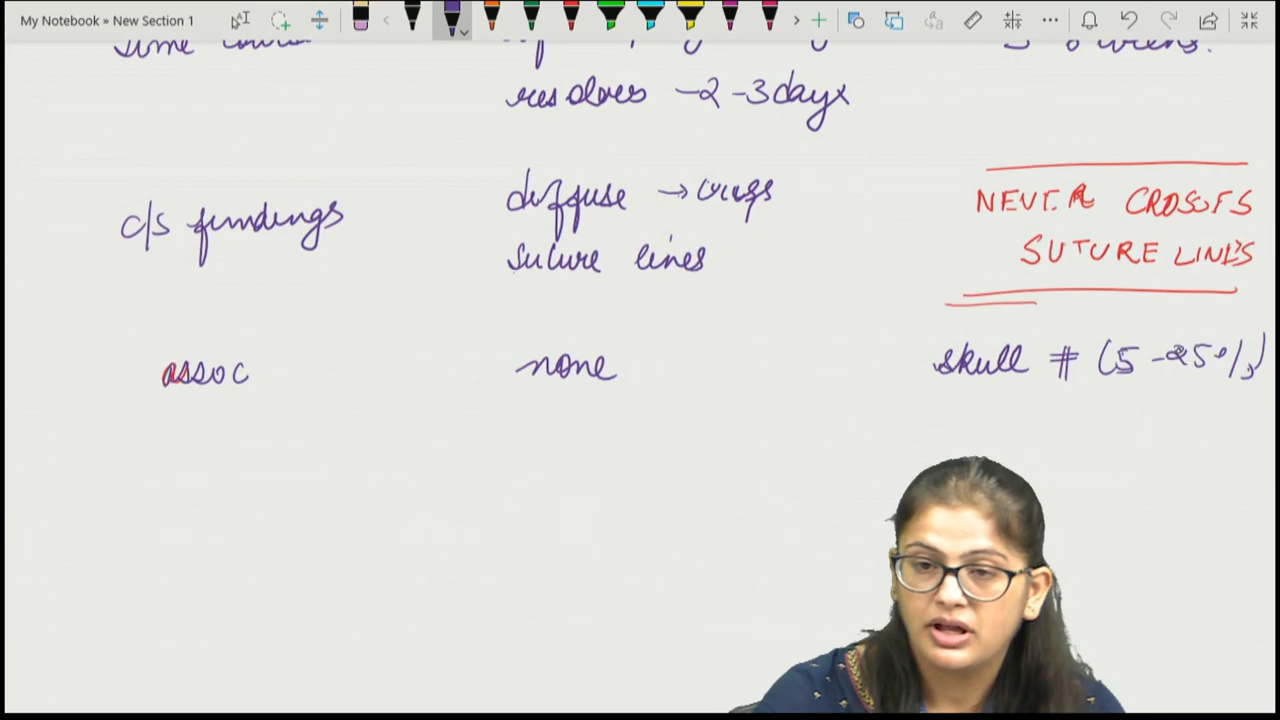 My Notebook » New Section 1
time
resolves - 2 - 3 days
c/s findings
diffuse →
suture lines
NEVER CROSSES
SUTURE LINES
assoc
none
skull # (5 - 25%)